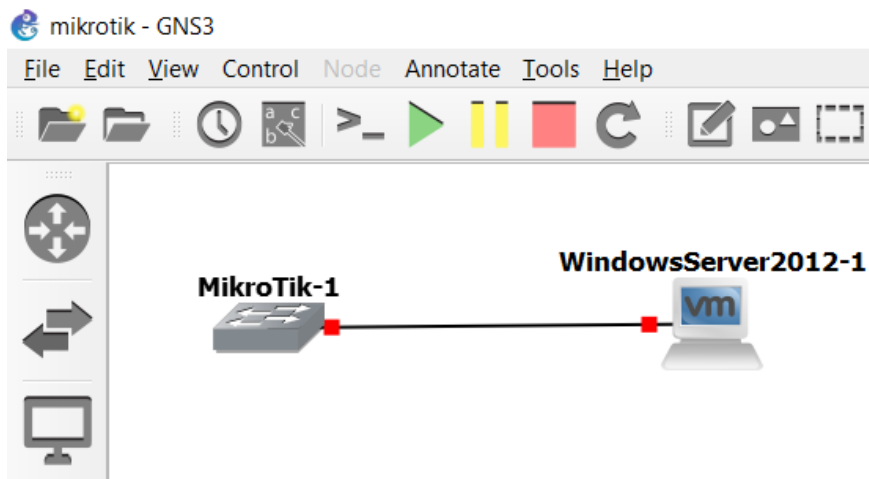 mikrotik - GNS3
File Edit View Control Node Annotate Tools Help
a c
b
>_
WindowsServer2012-1
MikroTik-1
vm